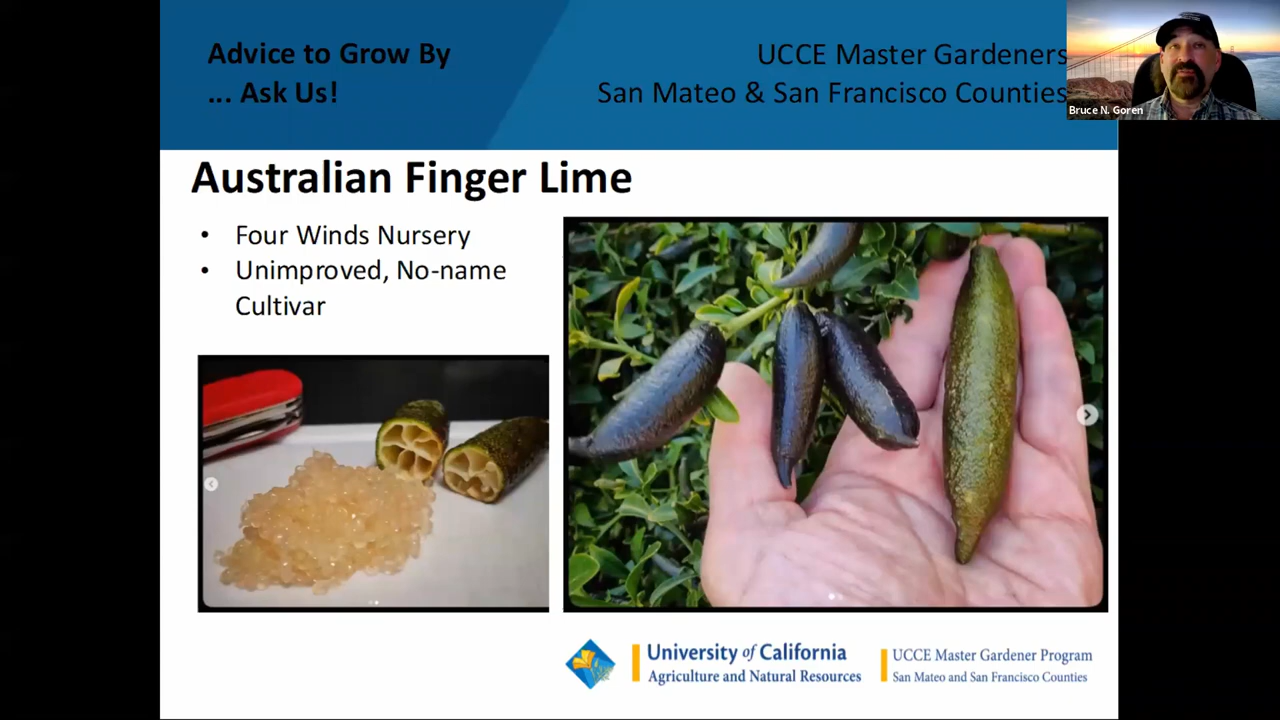 Advice to Grow By
... Ask Us!
UCCE Master Gardeners
San Mateo & San Francisco Counties
Bruce N. Goren
Australian Finger Lime
• Four Winds Nursery
• Unimproved, No-name
Cultivar
University of California
Agriculture and Natural Resources
UCCE Master Gardener Program
San Mateo and San Francisco Counties